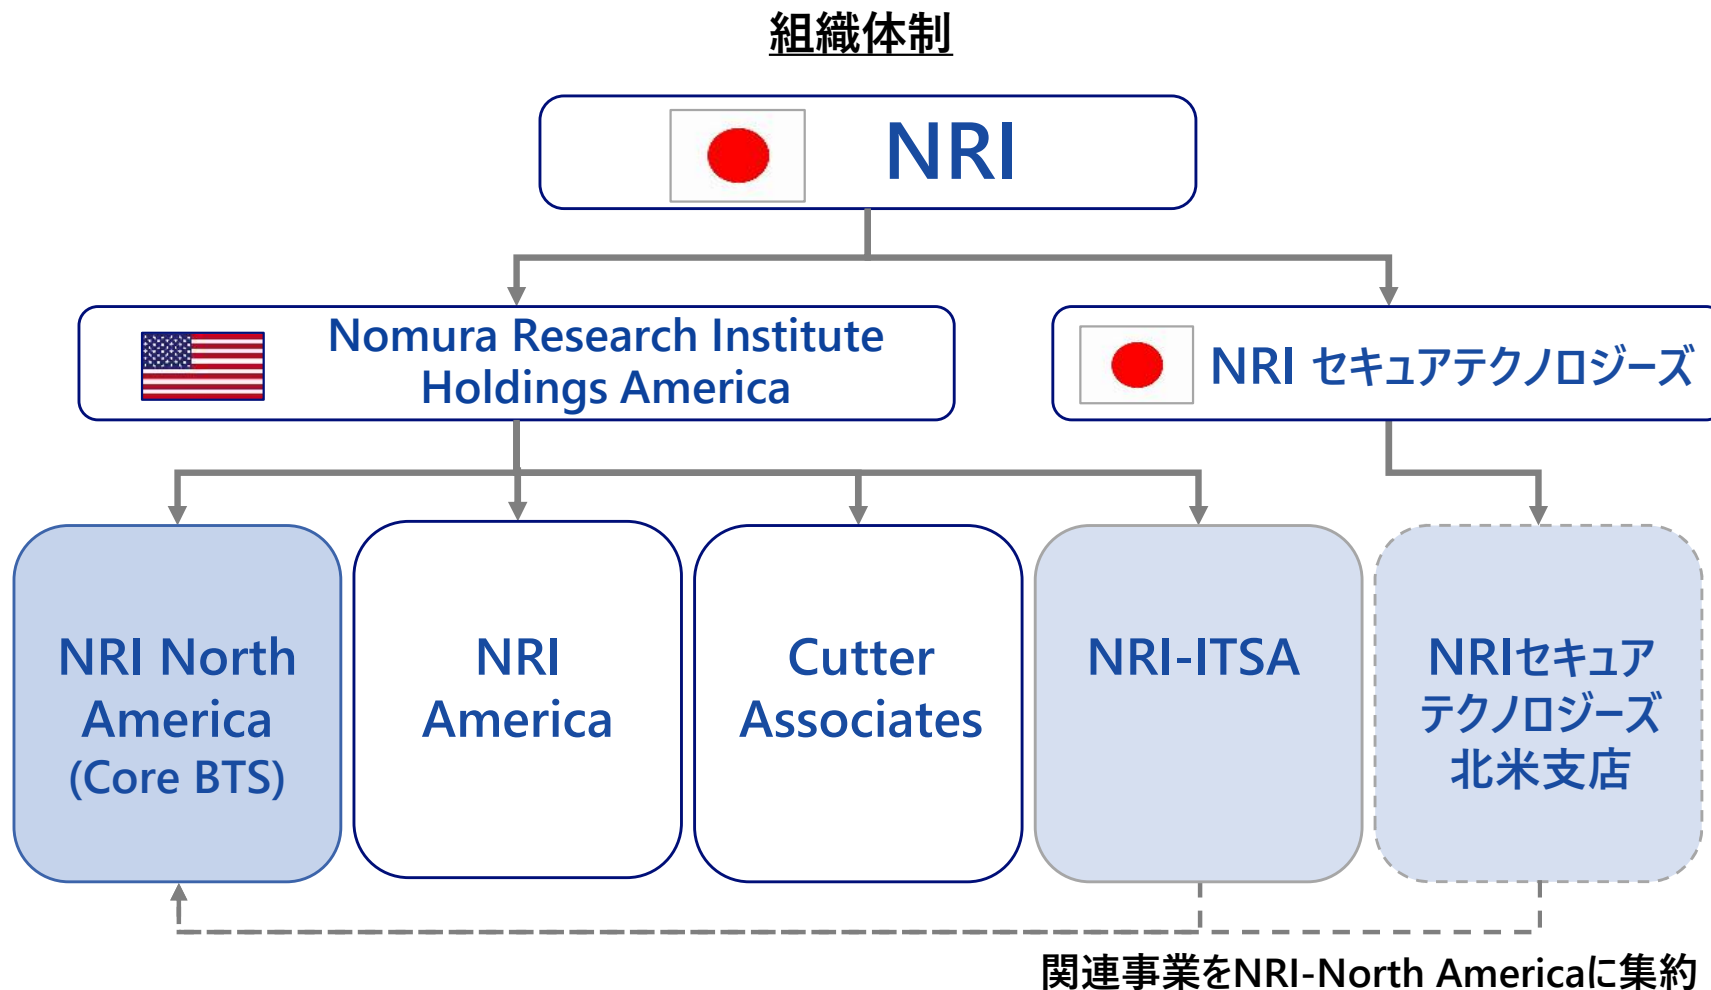 組織体制
NRI
Nomura Research Institute
Holdings America
NRI セキュアテクノロジーズ
NRI North
America
(Core BTS)
NRI
America
Cutter
Associates
NRI-ITSA
NRIセキュア
テクノロジーズ
北米支店
関連事業をNRI-North Americaに集約